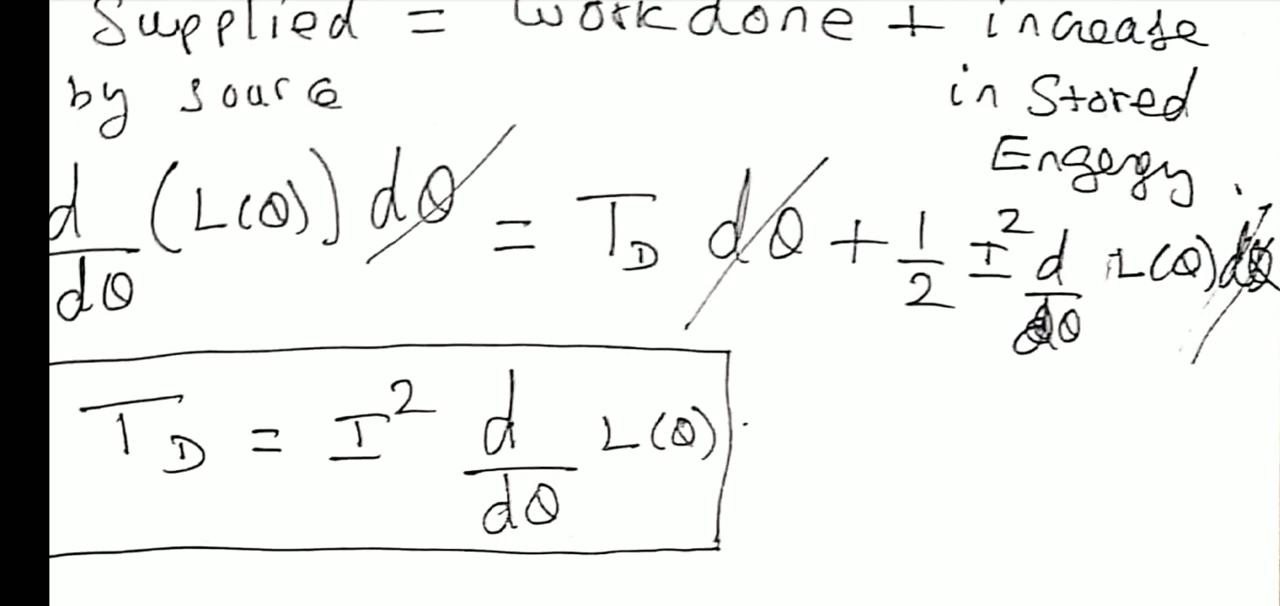 Supplied = workdone + increase
by source in Stored
Engergy.
d/dθ (L(θ)) dθ = T_D dθ + 1/2 I² d/dθ L(θ) dθ
T_D = I² d/dθ L(θ).